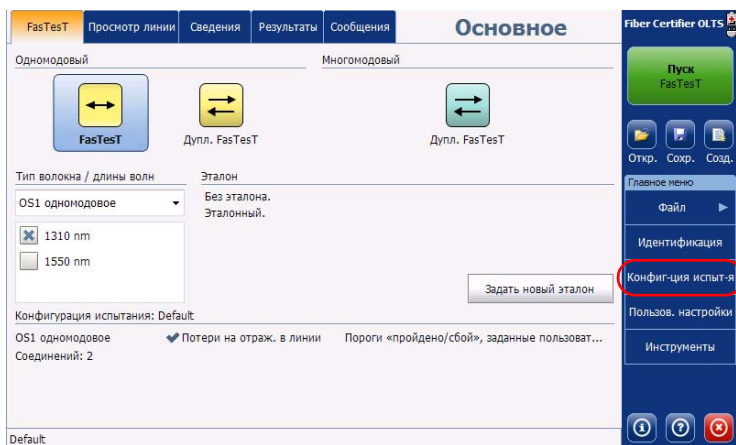 FasTesT
Просмотр линии
Сведения
Результаты
Сообщения
Основное
Fiber Certifier OLTS
Одномодовый
Многомодовый
FasTesT
Дупл. FasTesT
Дупл. FasTesT
Пуск
FasTesT
Откр.
Сохр.
Созд.
Тип волокна / длины волн
Эталон
OS1 одномодовое
Без эталона.
Эталонный.
1310 nm
1550 nm
Задать новый эталон
Главное меню
Файл
Идентификация
Конфиг-ция испыт-я
Пользов. настройки
Инструменты
Конфигурация испытания: Default
OS1 одномодовое
Потери на отраж. в линии
Пороги «пройдено/сбой», заданные пользоват...
Соединений: 2
Default